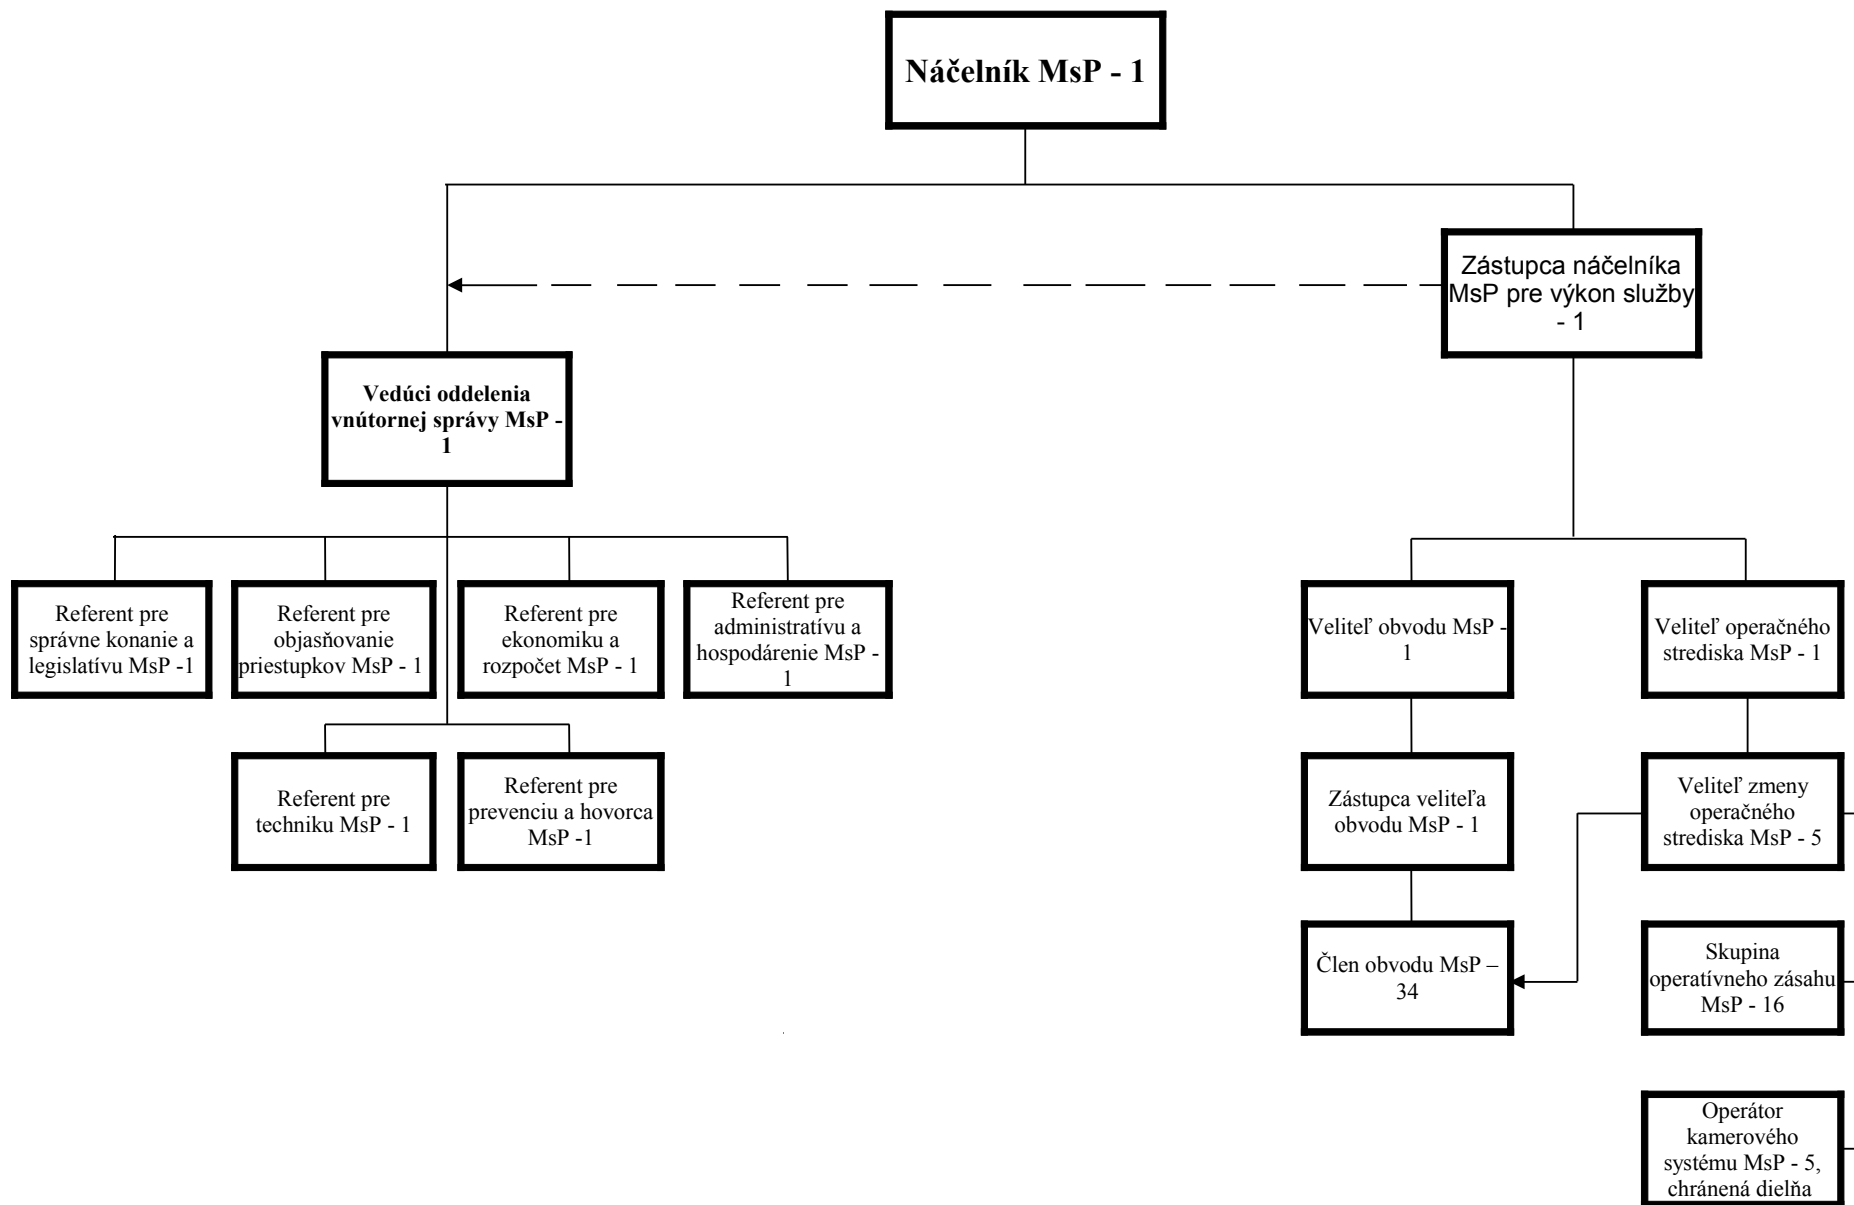 Náčelník MsP - 1
Zástupca náčelníka
MsP pre výkon služby
- 1
Vedúci oddelenia
vnútornej správy MsP -
1
Referent pre
správne konanie a
legislatívu MsP -1
Referent pre
objasňovanie
priestupkov MsP - 1
Referent pre
ekonomiku a
rozpočet MsP - 1
Referent pre
administratívu a
hospodárenie MsP -
1
Veliteľ obvodu MsP -
1
Veliteľ operačného
strediska MsP - 1
Referent pre
techniku MsP - 1
Referent pre
prevenciu a hovorca
MsP -1
Zástupca veliteľa
obvodu MsP - 1
Veliteľ zmeny
operačného
strediska MsP - 5
Člen obvodu MsP –
34
Skupina
operatívneho zásahu
MsP - 16
Operátor
kamerového
systému MsP - 5,
chránená dielňa